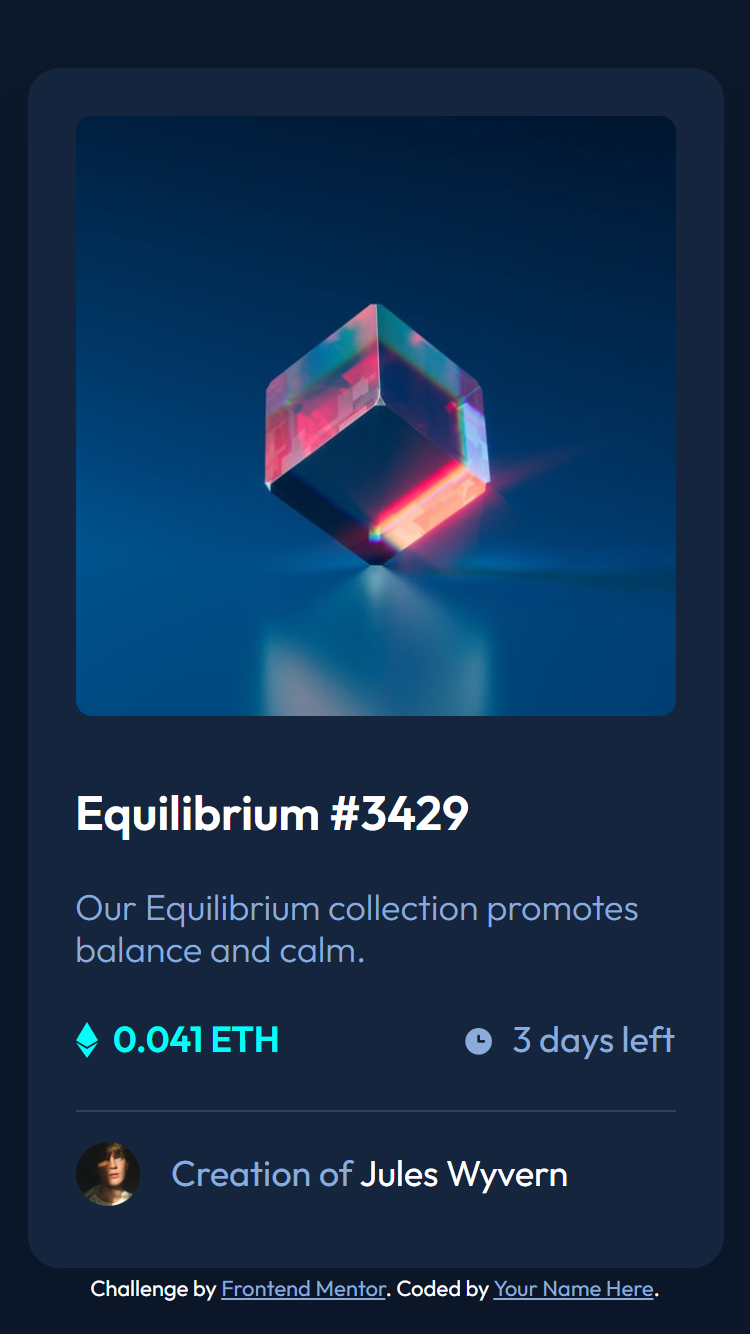 Equilibrium #3429
Our Equilibrium collection promotes
balance and calm.
0.041 ETH
3 days left
Creation of Jules Wyvern
Challenge by Frontend Mentor. Coded by Your Name Here.